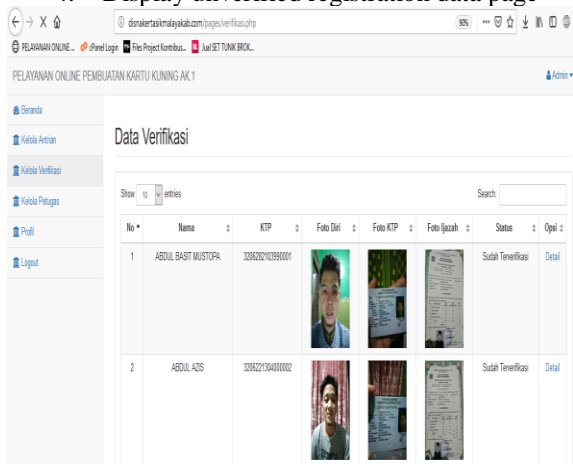 4. Display unverified registration data page
disnakertasikmalayakab.com/pages/verifikasi.php
90%
PELAYANAN ONLINE ... cPanel Login Files Project Kontribus... Jual SET TUNIK BROK...
PELAYANAN ONLINE PEMBUATAN KARTU KUNING AK.1
Admin
Beranda
Kelola Antrian
Kelola Verifikasi
Kelola Petugas
Profil
Logout
Data Verifikasi
Show 10 entries
Search:
No Nama KTP Foto Diri Foto KTP Foto Ijazah Status Opsi
1 ABDUL BASIT MUSTOPA 3206282103990001 Sudah Terverifikasi Detail
2 ABDUL AZIS 3206221304000002 Sudah Terverifikasi Detail